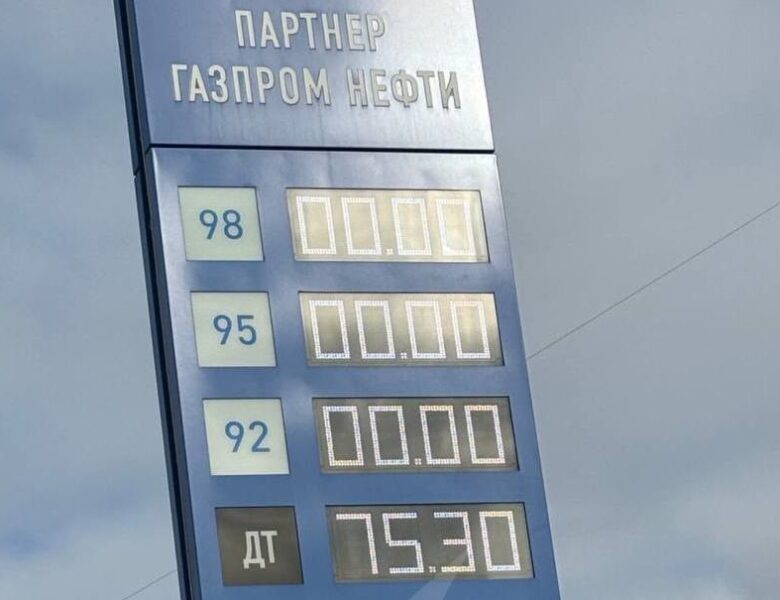 ПАРТНЕР
ГАЗПРОМ НЕФТИ
98 00.00
95 00.00
92 00.00
ДТ 75.30